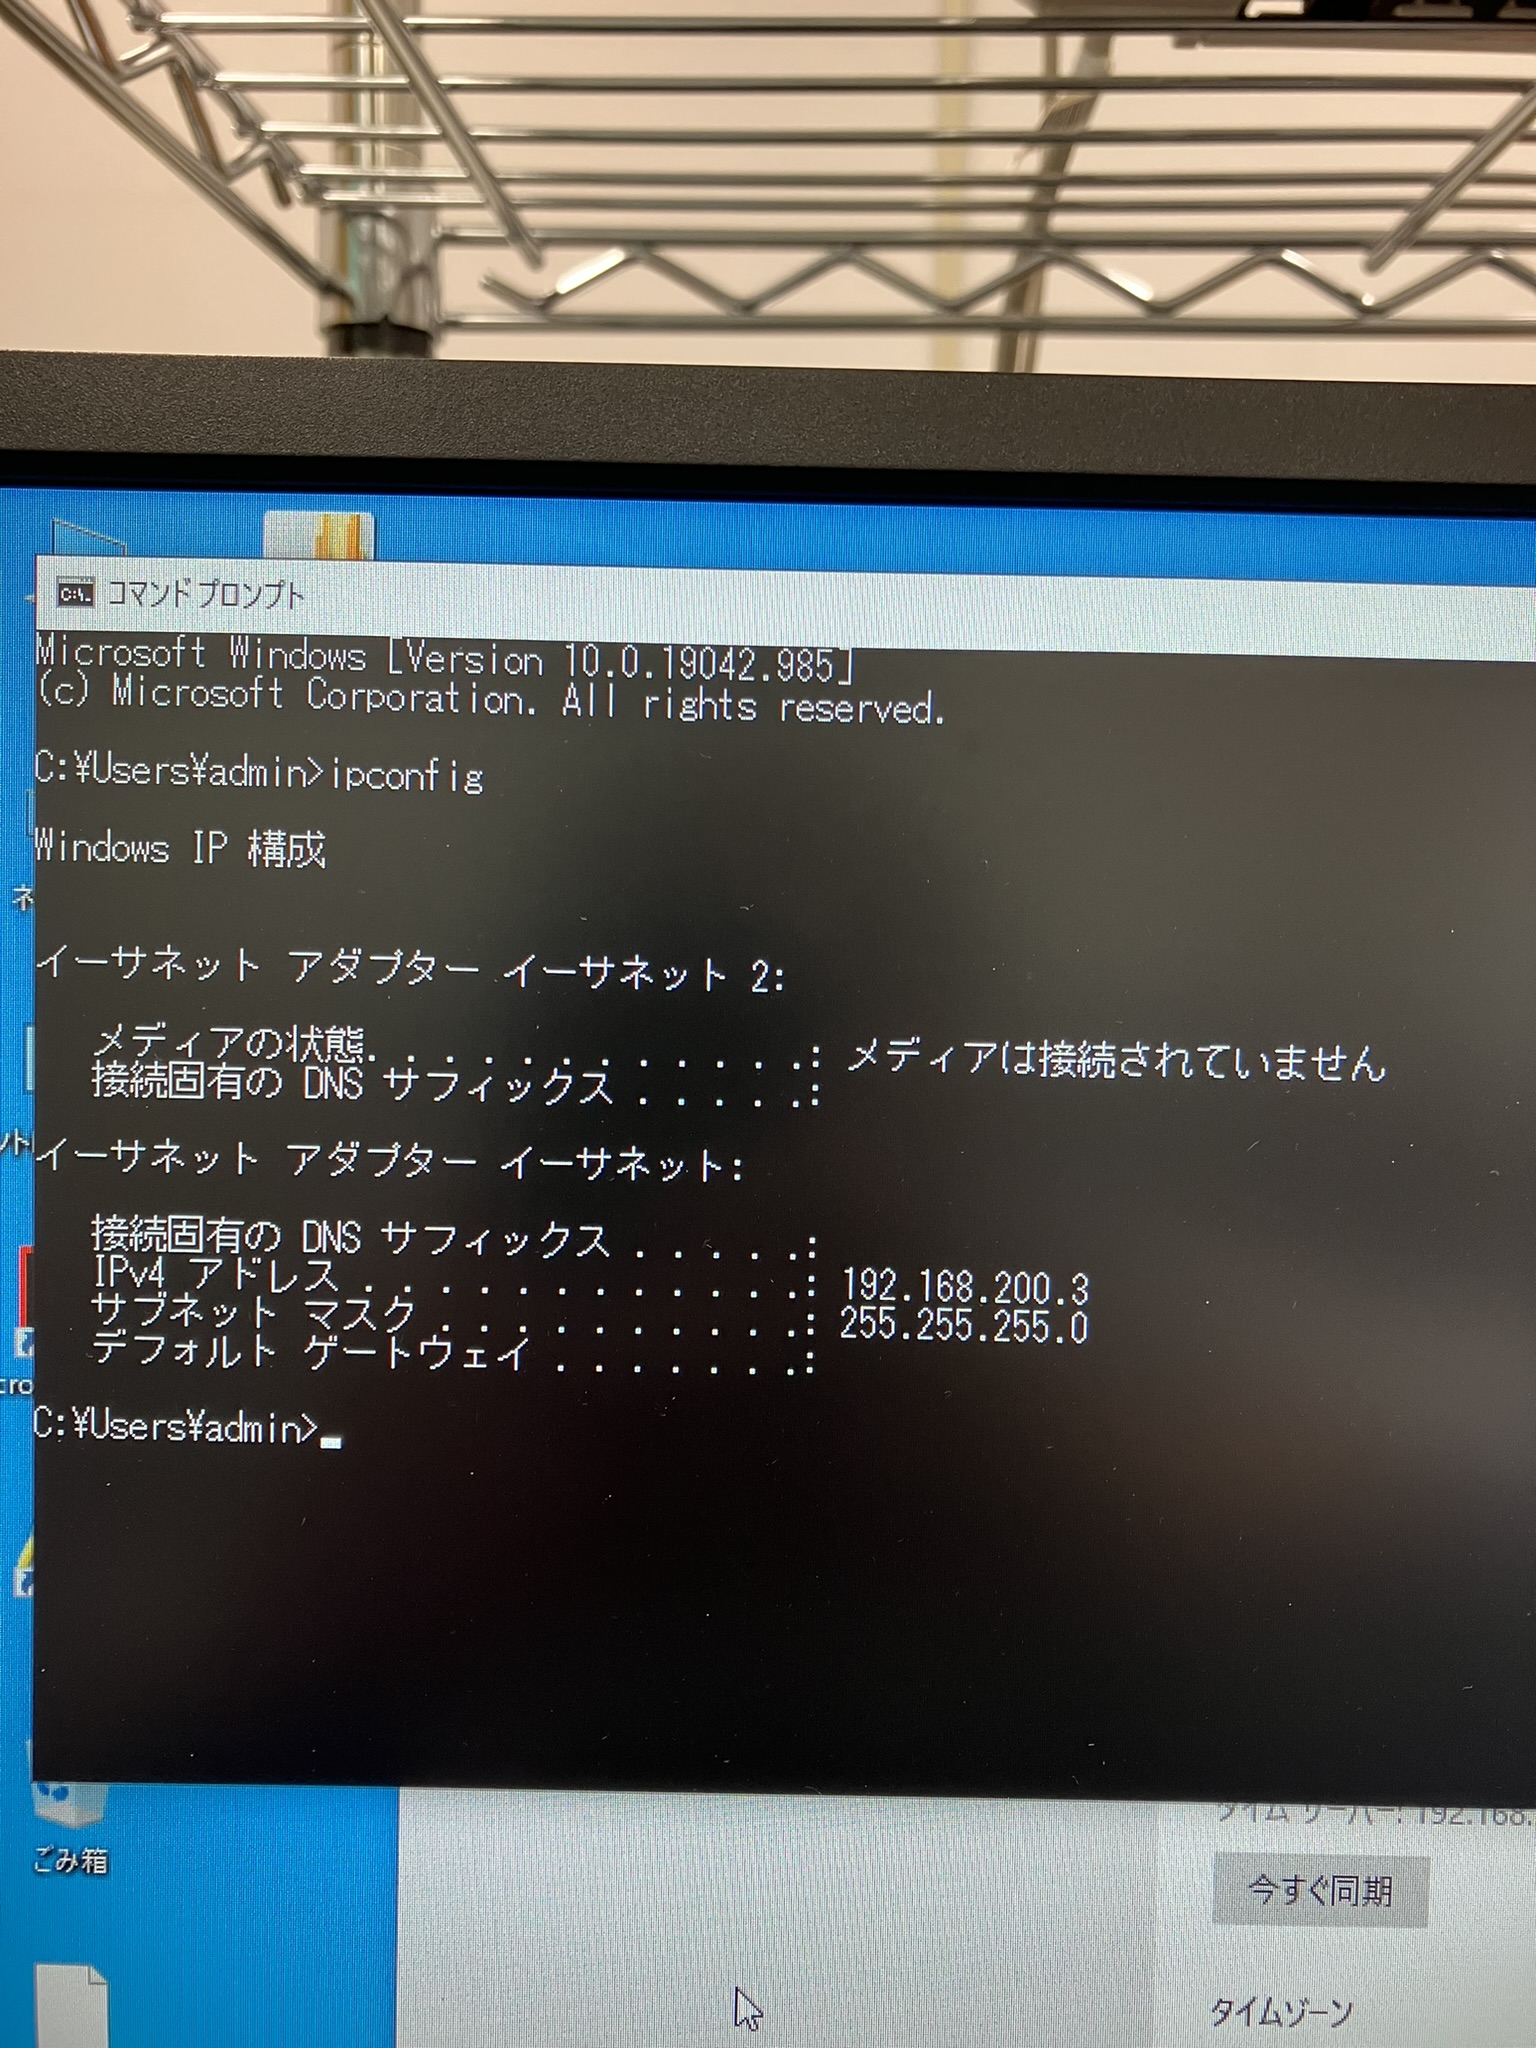 コマンド プロンプト
Microsoft Windows [Version 10.0.19042.985]
(c) Microsoft Corporation. All rights reserved.
C:¥Users¥admin>ipconfig
Windows IP 構成
イーサネット アダプター イーサネット 2:
メディアの状態. . . . . . . . . . . .: メディアは接続されていません
接続固有の DNS サフィックス . . . . .:
イーサネット アダプター イーサネット:
接続固有の DNS サフィックス . . . . .:
IPv4 アドレス . . . . . . . . . . . .: 192.168.200.3
サブネット マスク . . . . . . . . . .: 255.255.255.0
デフォルト ゲートウェイ . . . . . . .:
C:¥Users¥admin>
ごみ箱
タイム サーバー: 192.168.
今すぐ同期
タイムゾーン